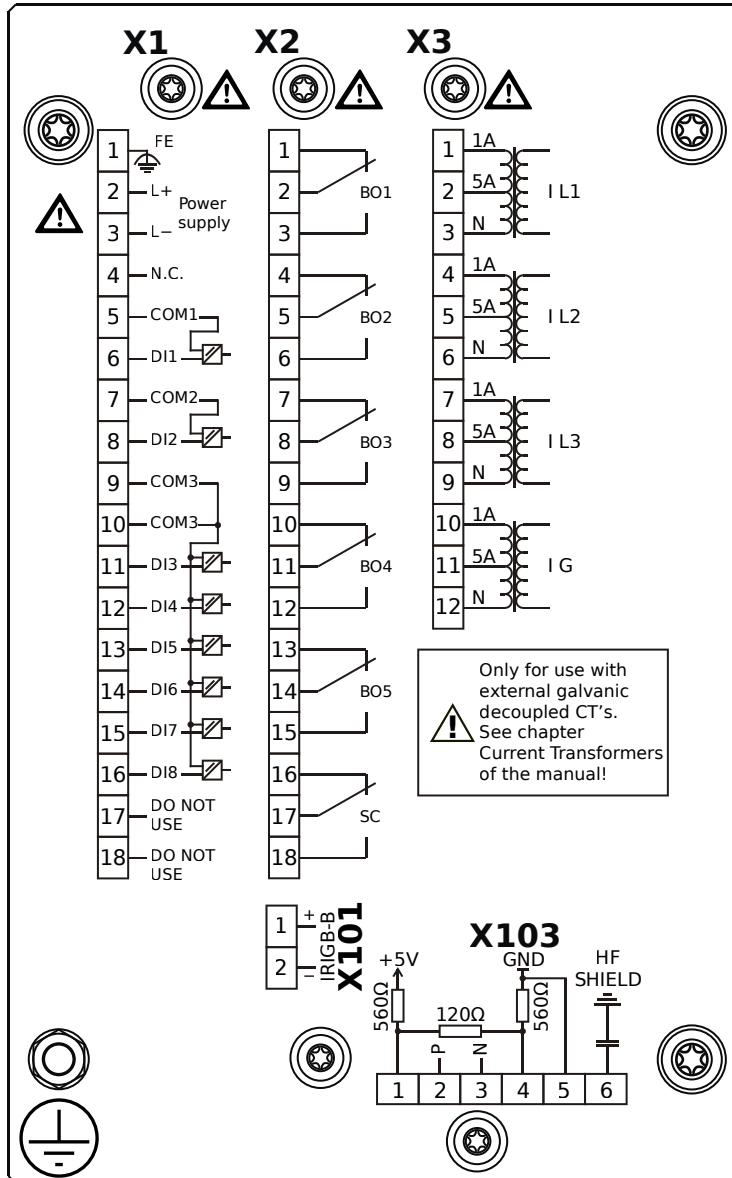 X1 X2 X3
1 FE
2 L+ Power
supply
3 L−
4 N.C.
5 COM1
6 DI1
7 COM2
8 DI2
9 COM3
10 COM3
11 DI3
12 DI4
13 DI5
14 DI6
15 DI7
16 DI8
17 DO NOT
USE
18 DO NOT
USE
1
2 BO1
3
4
5 BO2
6
7
8 BO3
9
10
11 BO4
12
13
14 BO5
15
16
17 SC
18
1 1A
2 5A I L1
3 N
4 1A
5 5A I L2
6 N
7 1A
8 5A I L3
9 N
10 1A
11 5A I G
12 N
Only for use with
external galvanic
decoupled CT's.
See chapter
Current Transformers
of the manual!
1 +
2 −
IRIGB-B
X101
X103
+5V GND HF
SHIELD
560Ω 120Ω 560Ω
P N
1 2 3 4 5 6